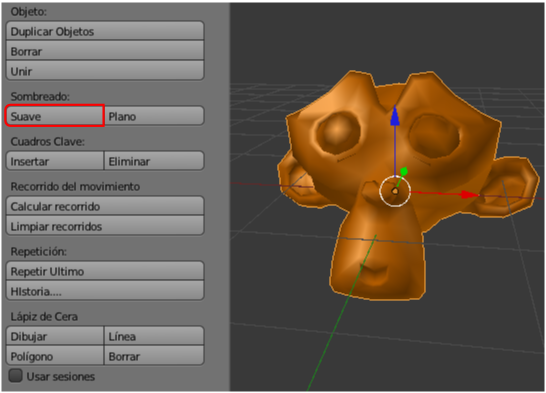 Objeto:
Duplicar Objetos
Borrar
Unir
Sombreado:
Suave Plano
Cuadros Clave:
Insertar Eliminar
Recorrido del movimiento
Calcular recorrido
Limpiar recorridos
Repetición:
Repetir Ultimo
HIstoria....
Lápiz de Cera
Dibujar Línea
Polígono Borrar
Usar sesiones